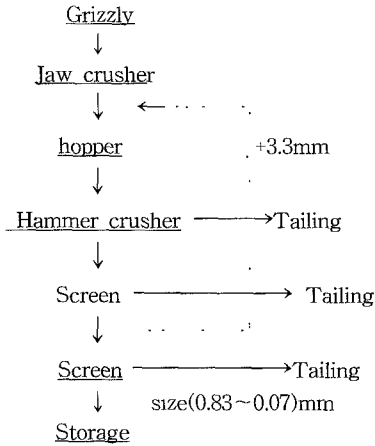 Grizzly
Jaw crusher
hopper
+3.3mm
Hammer crusher
Tailing
Screen
Tailing
Screen
Tailing
size(0.83~0.07)mm
Storage